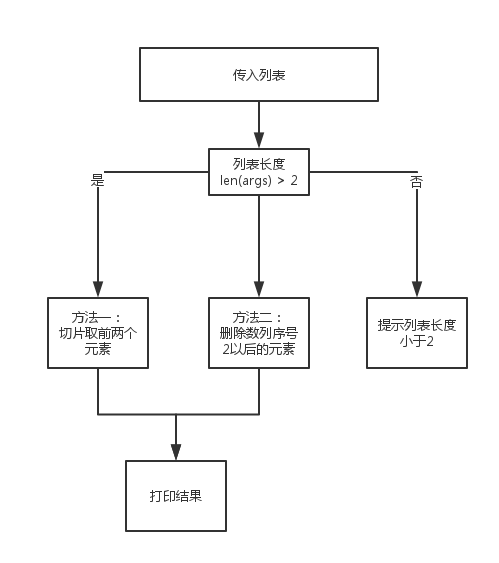 传入列表
列表长度
len(args) > 2
是
否
方法一：
切片取前两个
元素
方法二：
删除数列序号
2以后的元素
提示列表长度
小于2
打印结果